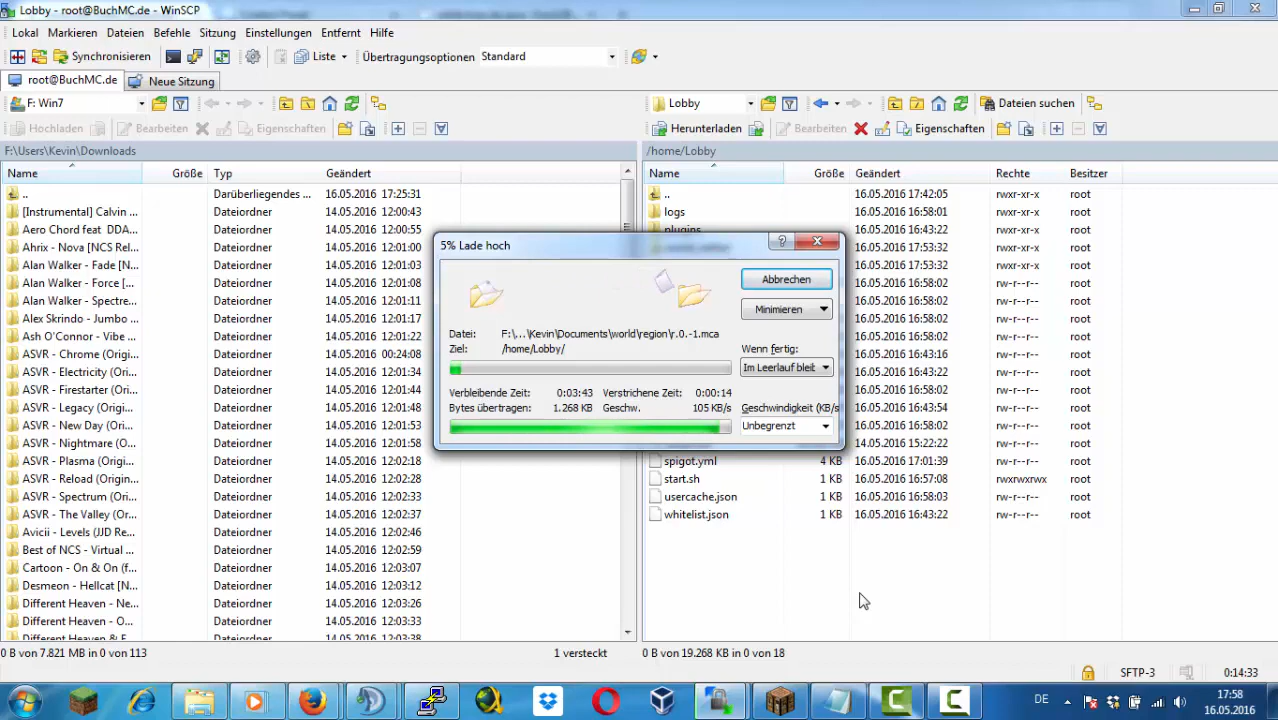 Lobby - root@BuchMC.de - WinSCP
Lokal Markieren Dateien Befehle Sitzung Einstellungen Entfernt Hilfe
Synchronisieren Liste Übertragungsoptionen Standard
root@BuchMC.de Neue Sitzung
F: Win7 Lobby Dateien suchen
Hochladen Bearbeiten Eigenschaften Herunterladen Bearbeiten Eigenschaften
F:\Users\Kevin\Downloads /home/Lobby
Name Größe Typ Geändert Name Größe Geändert Rechte Besitzer
.. Darüberliegendes ... 16.05.2016 17:25:31 .. 16.05.2016 17:42:05 rwxr-xr-x root
[Instrumental] Calvin ... Dateiordner 14.05.2016 12:00:43 logs 16.05.2016 16:58:01 rwxr-xr-x root
Aero Chord feat DDA... Dateiordner 14.05.2016 12:00:55 plugins 16.05.2016 16:43:22 rwxr-xr-x root
Ahrix - Nova [NCS Rel... Dateiordner 14.05.2016 12:01:00 16.05.2016 17:53:32 rwxr-xr-x root
Alan Walker - Fade [N... Dateiordner 14.05.2016 12:01:03 16.05.2016 17:53:32 rwxr-xr-x root
Alan Walker - Force [... Dateiordner 14.05.2016 12:01:08 16.05.2016 16:58:02 rw-r--r-- root
Alan Walker - Spectre... Dateiordner 14.05.2016 12:01:11 16.05.2016 16:58:02 rw-r--r-- root
Alex Skrindo - Jumbo ... Dateiordner 14.05.2016 12:01:17 16.05.2016 16:43:22 rw-r--r-- root
Ash O'Connor - Vibe ... Dateiordner 14.05.2016 12:01:22 16.05.2016 16:43:22 rw-r--r-- root
ASVR - Chrome (Origi... Dateiordner 14.05.2016 00:24:08 16.05.2016 16:43:16 rw-r--r-- root
ASVR - Electricity (Ori... Dateiordner 14.05.2016 12:01:34 16.05.2016 16:58:02 rw-r--r-- root
ASVR - Firestarter (Ori... Dateiordner 14.05.2016 12:01:44 16.05.2016 16:58:02 rw-r--r-- root
ASVR - Legacy (Origi... Dateiordner 14.05.2016 12:01:48 16.05.2016 16:43:54 rw-r--r-- root
ASVR - New Day (Ori... Dateiordner 14.05.2016 12:01:53 16.05.2016 16:58:02 rw-r--r-- root
ASVR - Nightmare (O... Dateiordner 14.05.2016 12:01:58 14.05.2016 15:22:22 rw-r--r-- root
ASVR - Plasma (Origi... Dateiordner 14.05.2016 12:02:18 spigot.yml 4 KB 16.05.2016 17:01:39 rw-r--r-- root
ASVR - Reload (Origi... Dateiordner 14.05.2016 12:02:28 start.sh 1 KB 16.05.2016 16:57:08 rwxrwxrwx root
ASVR - Spectrum (Ori... Dateiordner 14.05.2016 12:02:33 usercache.json 1 KB 16.05.2016 16:58:03 rw-r--r-- root
ASVR - The Valley (Or... Dateiordner 14.05.2016 12:02:37 whitelist.json 1 KB 16.05.2016 16:43:22 rw-r--r-- root
Avicii - Levels (JJD Re... Dateiordner 14.05.2016 12:02:46
Best of NCS - Virtual ... Dateiordner 14.05.2016 12:02:59
Cartoon - On & On (f... Dateiordner 14.05.2016 12:03:07
Desmeon - Hellcat [N... Dateiordner 14.05.2016 12:03:12
Different Heaven - Ne... Dateiordner 14.05.2016 12:03:26
Different Heaven - O... Dateiordner 14.05.2016 12:03:33
Different Heaven & F... Dateiordner 14.05.2016 12:03:38
5% Lade hoch
Abbrechen
Minimieren
Datei: F:\...\Kevin\Documents\world\region\r.0.-1.mca
Ziel: /home/Lobby/
Wenn fertig:
Im Leerlauf bleit
Verbleibende Zeit: 0:03:43 Verstrichene Zeit: 0:00:14
Bytes übertragen: 1.268 KB Geschw. 105 KB/s
Geschwindigkeit (KB/s
Unbegrenzt
0 B von 7.821 MB in 0 von 113 1 versteckt 0 B von 19.268 KB in 0 von 18
SFTP-3 0:14:33
DE 17:58
16.05.2016